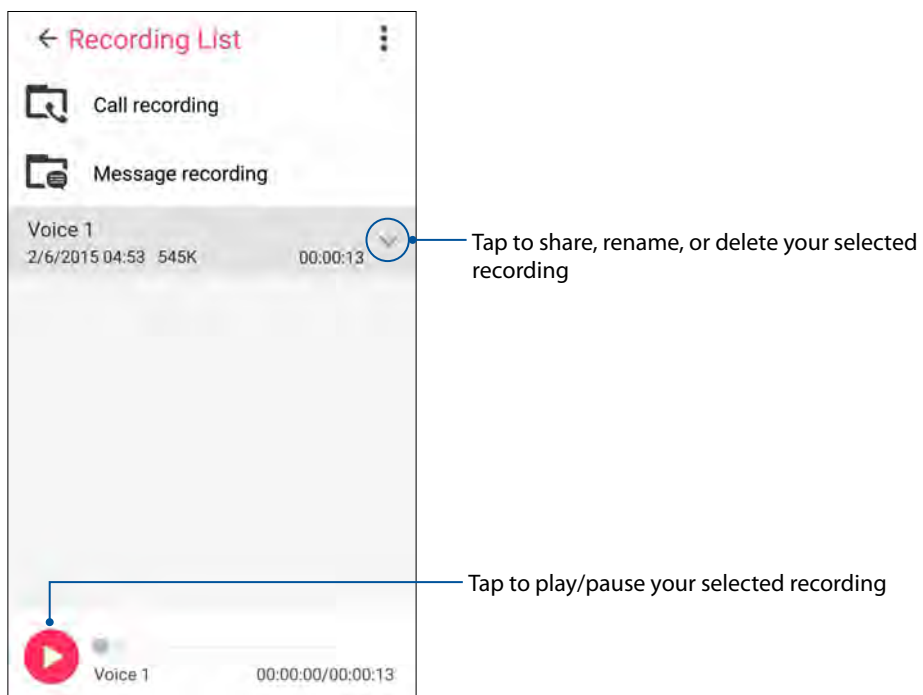 Recording LIst
Call recording
Message recording
Voice 1
2/6/2015 04:53 545K 00:00:13
Tap to share, rename, or delete your selected
recording
Tap to play/pause your selected recording
Voice 1 00:00:00/00:00:13